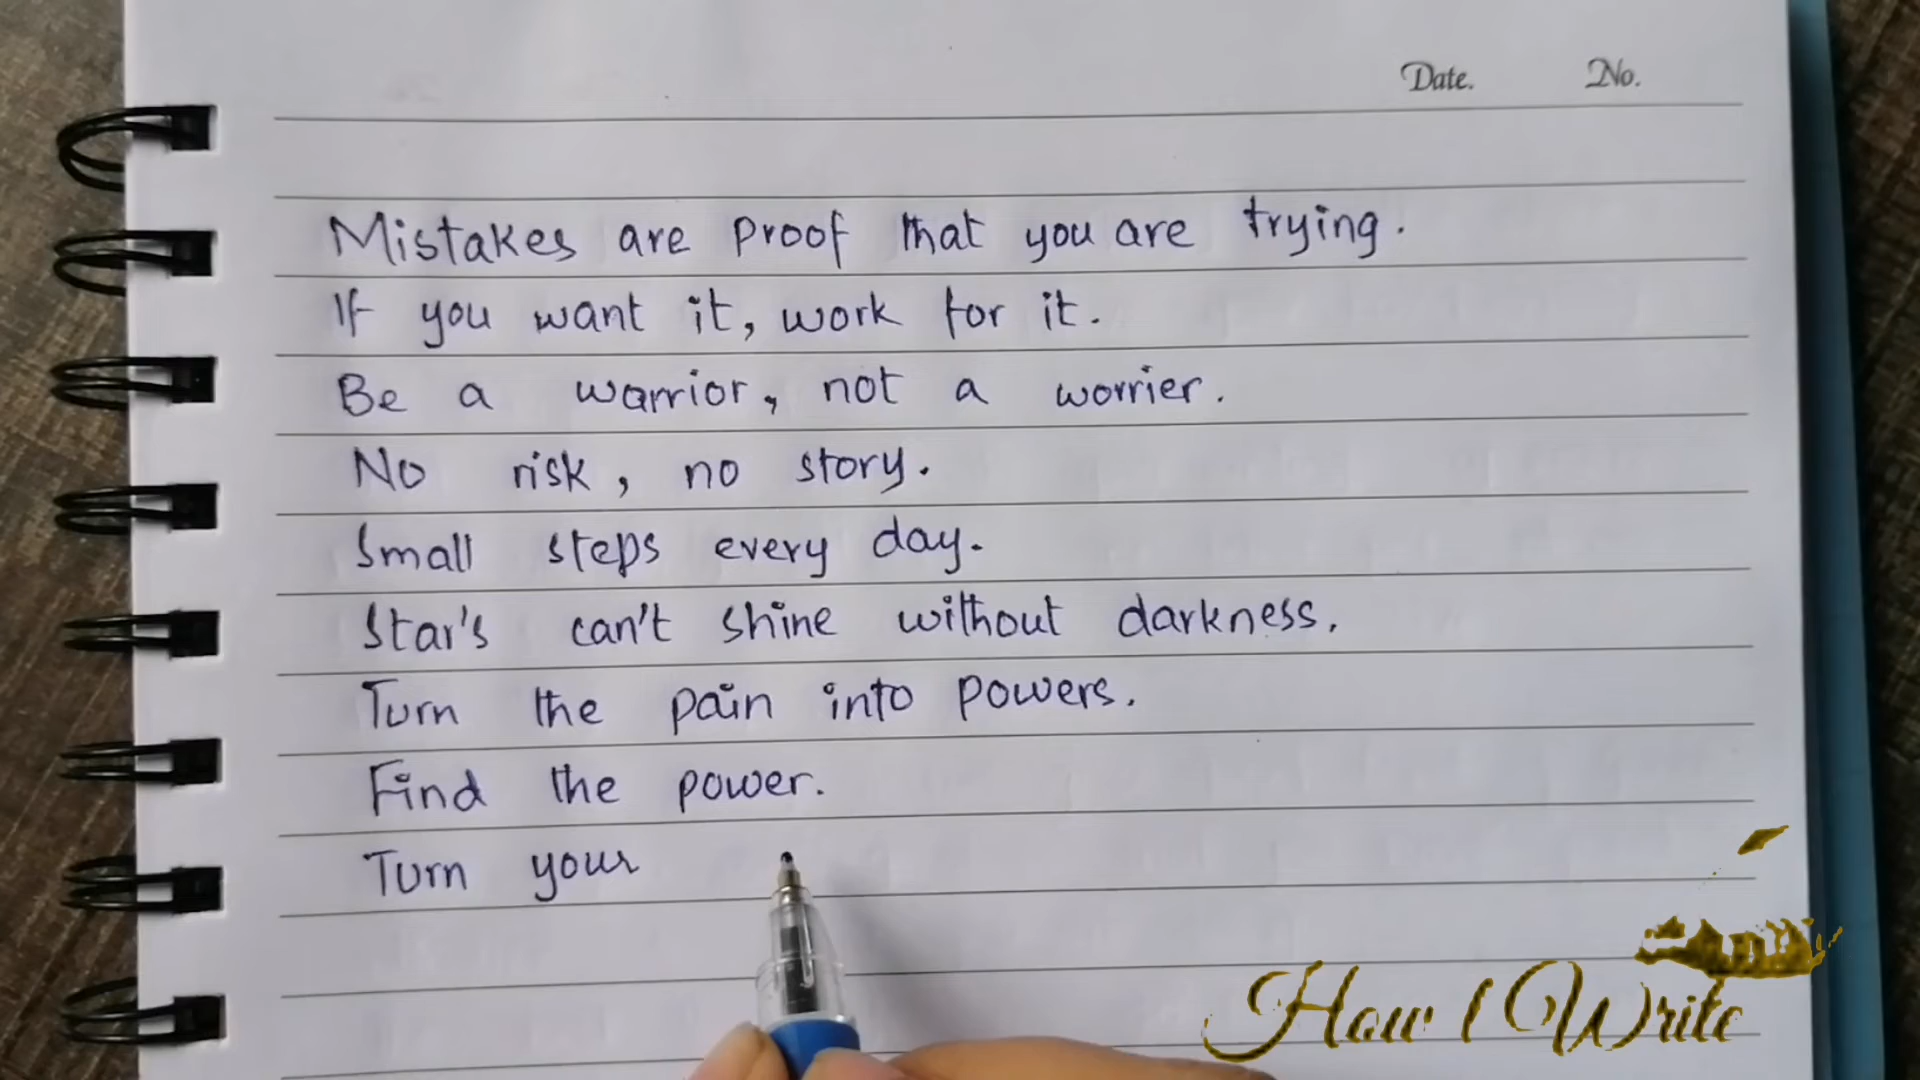 Date. No.
Mistakes are proof that you are trying.
If you want it, work for it.
Be a warrior, not a worrier.
No risk, no story.
Small steps every day.
Star's can't shine without darkness.
Turn the pain into powers.
Find the power.
Turn your
How I Write